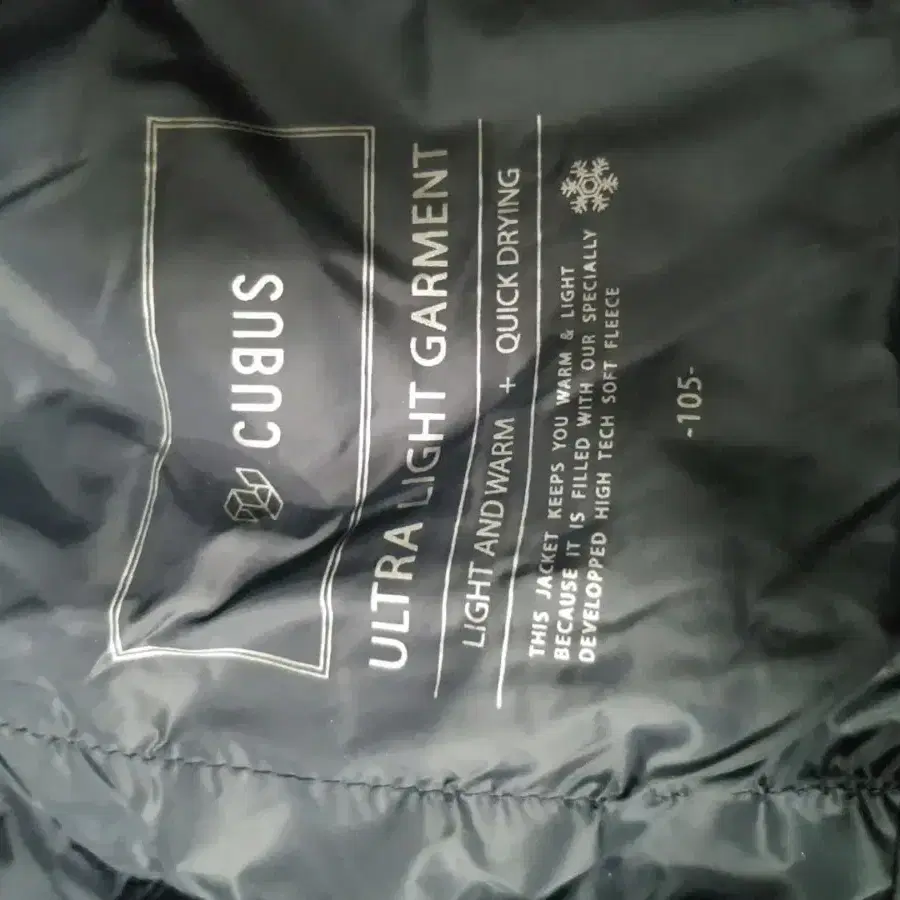 CUBUS
ULTRA LIGHT GARMENT
LIGHT AND WARM + QUICK DRYING
THIS JACKET KEEPS YOU WARM & LIGHT
BECAUSE IT IS FILLED WITH OUR SPECIALLY
DEVELOPPED HIGH TECH SOFT FLEECE
-105-